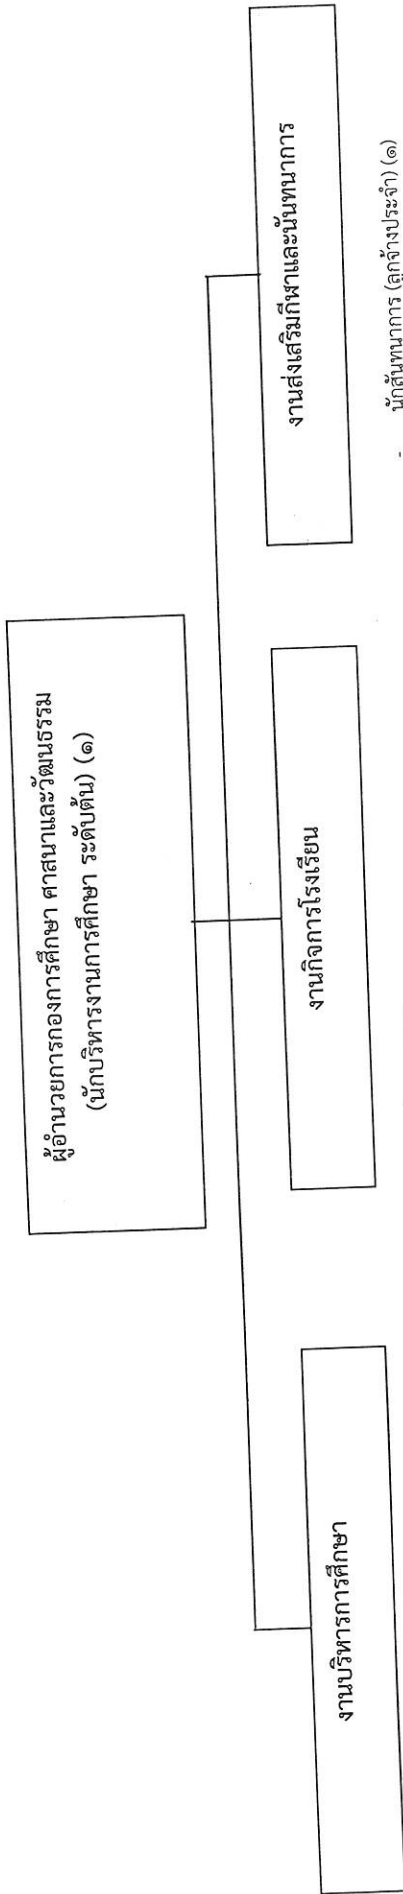 ผู้อำนวยการกองการศึกษา ศาสนาและวัฒนธรรม
(นักบริหารงานการศึกษา ระดับต้น) (๑)
งานบริหารการศึกษา
งานกิจการโรงเรียน
งานส่งเสริมกีฬาและนันทนาการ
- นักสันทนาการ (ลูกจ้างประจำ) (๑)